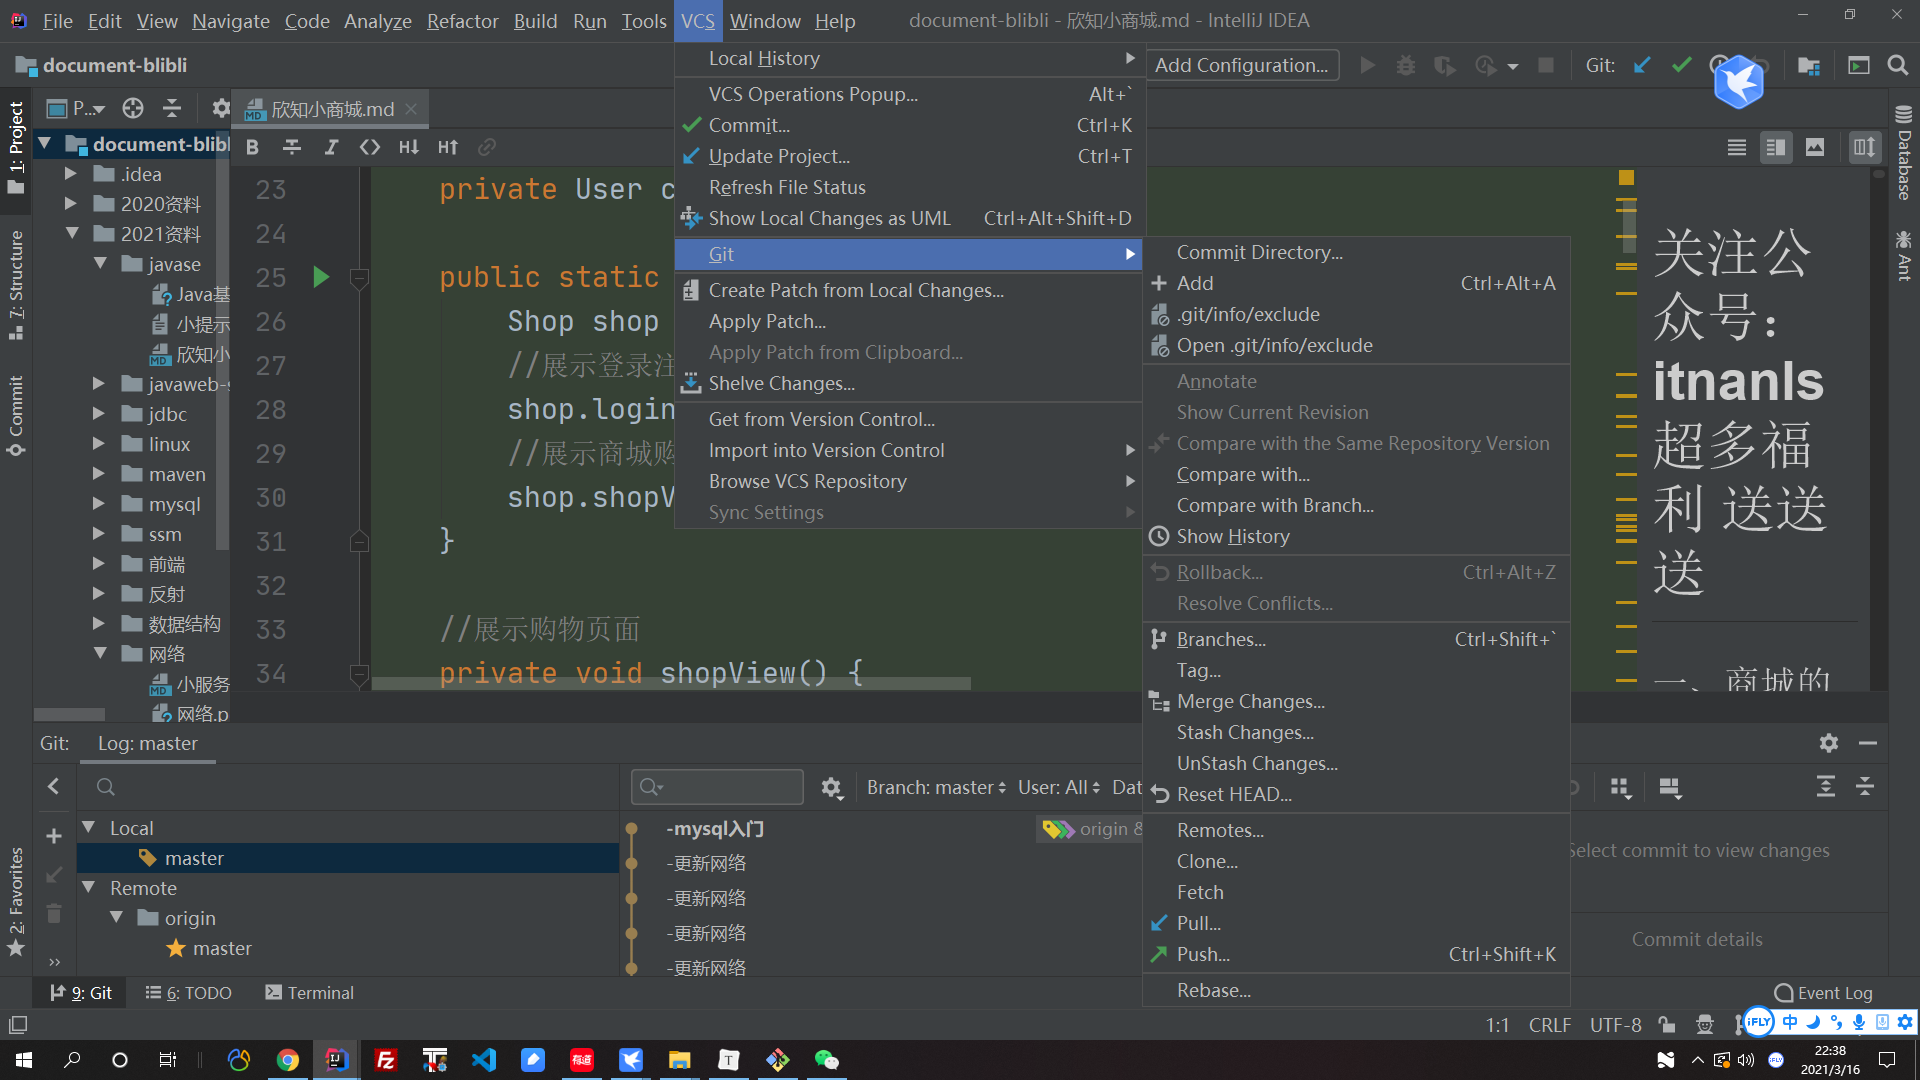 File Edit View Navigate Code Analyze Refactor Build Run Tools VCS Window Help document-blibli - 欣知小商城.md - IntelliJ IDEA
document-blibli
Add Configuration...
Git:
P...
欣知小商城.md
1: Project
7: Structure
Commit
2: Favorites
Database
Ant
document-blibl
.idea
2020资料
2021资料
javase
Java基
小提示
欣知小
javaweb-s
jdbc
linux
maven
mysql
ssm
前端
反射
数据结构
网络
小服务
网络.p
23 private User c
24
25 public static
26 Shop shop
27 //展示登录注
28 shop.login
29 //展示商城购
30 shop.shopV
31 }
32
33 //展示购物页面
34 private void shopView() {
Local History
VCS Operations Popup... Alt+`
Commit... Ctrl+K
Update Project... Ctrl+T
Refresh File Status
Show Local Changes as UML Ctrl+Alt+Shift+D
Git
Create Patch from Local Changes...
Apply Patch...
Apply Patch from Clipboard...
Shelve Changes...
Get from Version Control...
Import into Version Control
Browse VCS Repository
Sync Settings
Commit Directory...
Add Ctrl+Alt+A
.git/info/exclude
Open .git/info/exclude
Annotate
Show Current Revision
Compare with the Same Repository Version
Compare with...
Compare with Branch...
Show History
Rollback... Ctrl+Alt+Z
Resolve Conflicts...
Branches... Ctrl+Shift+`
Tag...
Merge Changes...
Stash Changes...
UnStash Changes...
Reset HEAD...
Remotes...
Clone...
Fetch
Pull...
Push... Ctrl+Shift+K
Rebase...
关注公
众号：
itnanls
超多福
利 送送
送
一、商城的
Git: Log: master
Branch: master User: All Dat
Local
master
Remote
origin
master
-mysql入门 origin &
-更新网络
-更新网络
-更新网络
-更新网络
Select commit to view changes
Commit details
9: Git 6: TODO Terminal Event Log
1:1 CRLF UTF-8
iFLY 中
22:38
2021/3/16